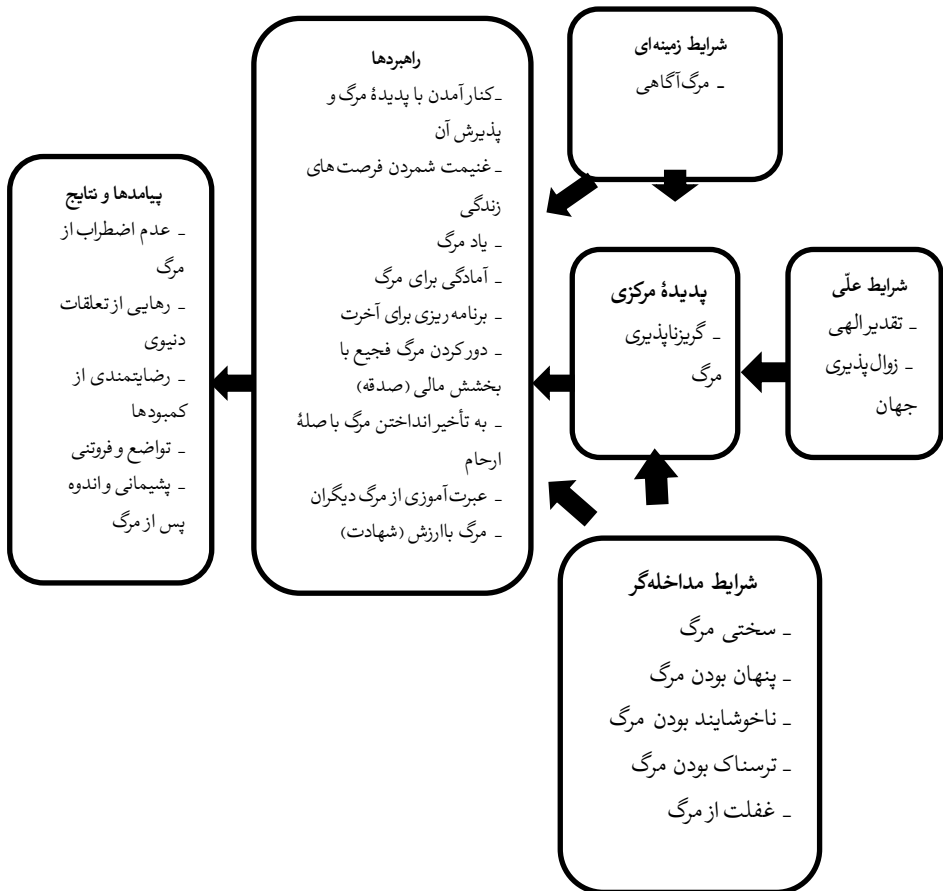 شرایط زمینه‌ای
- مرگ‌آگاهی
راهبردها
-کنار آمدن با پدیدهٔ مرگ و
پذیرش آن
- غنیمت شمردن فرصت‌های
زندگی
- یاد مرگ
- آمادگی برای مرگ
- برنامه‌ریزی برای آخرت
- دور کردن مرگ فجیع با
بخشش مالی (صدقه)
- به تأخیر انداختن مرگ با صلهٔ
ارحام
- عبرت‌آموزی از مرگ دیگران
- مرگ باارزش (شهادت)
شرایط علّی
- تقدیر الهی
- زوال‌پذیری
جهان
پدیدهٔ مرکزی
- گریزناپذیری
مرگ
پیامدها و نتایج
- عدم اضطراب از
مرگ
- رهایی از تعلقات
دنیوی
- رضایتمندی از
کمبودها
- تواضع و فروتنی
- پشیمانی و اندوه
پس از مرگ
شرایط مداخله‌گر
- سختی مرگ
- پنهان بودن مرگ
- ناخوشایند بودن مرگ
- ترسناک بودن مرگ
- غفلت از مرگ